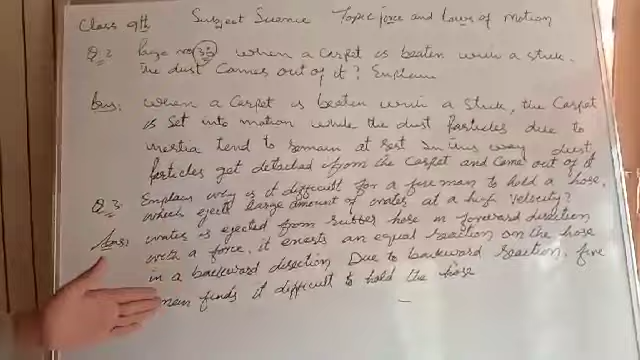 Class 9th Subject Science Topic force and Laws of motion
Q.2 Page no 35 when a Carpet is beaten with a stick.
The dust Comes out of it? Explain
Ans: When a Carpet is beaten with a Stick, the Carpet
is Set into motion while the dust Particles due to
inertia tend to remain at rest In this way dust
Particles get detached from the Carpet and Come out of it
Q.3 Explain why is it difficult for a fireman to hold a hose,
which eject large amount of water at a high velocity?
Ans: water is ejected from rubber hose in forward direction
with a force, it exerts an equal reaction on the hose
in a backward direction Due to backward reaction, fire
man finds it difficult to hold the hose